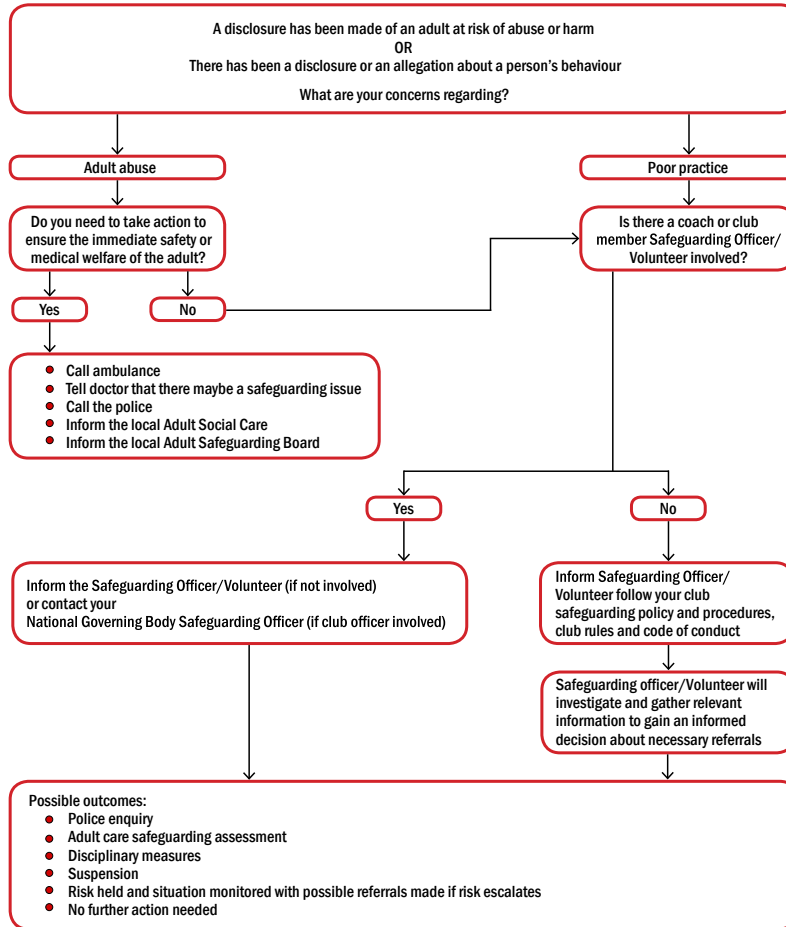 A disclosure has been made of an adult at risk of abuse or harm
OR
There has been a disclosure or an allegation about a person's behaviour
What are your concerns regarding?
Adult abuse
Poor practice
Do you need to take action to
ensure the immediate safety or
medical welfare of the adult?
Is there a coach or club
member Safeguarding Officer/
Volunteer involved?
Yes
No
Call ambulance
Tell doctor that there maybe a safeguarding issue
Call the police
Inform the local Adult Social Care
Inform the local Adult Safeguarding Board
Yes
No
Inform the Safeguarding Officer/Volunteer (if not involved)
or contact your
National Governing Body Safeguarding Officer (if club officer involved)
Inform Safeguarding Officer/
Volunteer follow your club
safeguarding policy and procedures,
club rules and code of conduct
Safeguarding officer/Volunteer will
investigate and gather relevant
information to gain an informed
decision about necessary referrals
Possible outcomes:
Police enquiry
Adult care safeguarding assessment
Disciplinary measures
Suspension
Risk held and situation monitored with possible referrals made if risk escalates
No further action needed